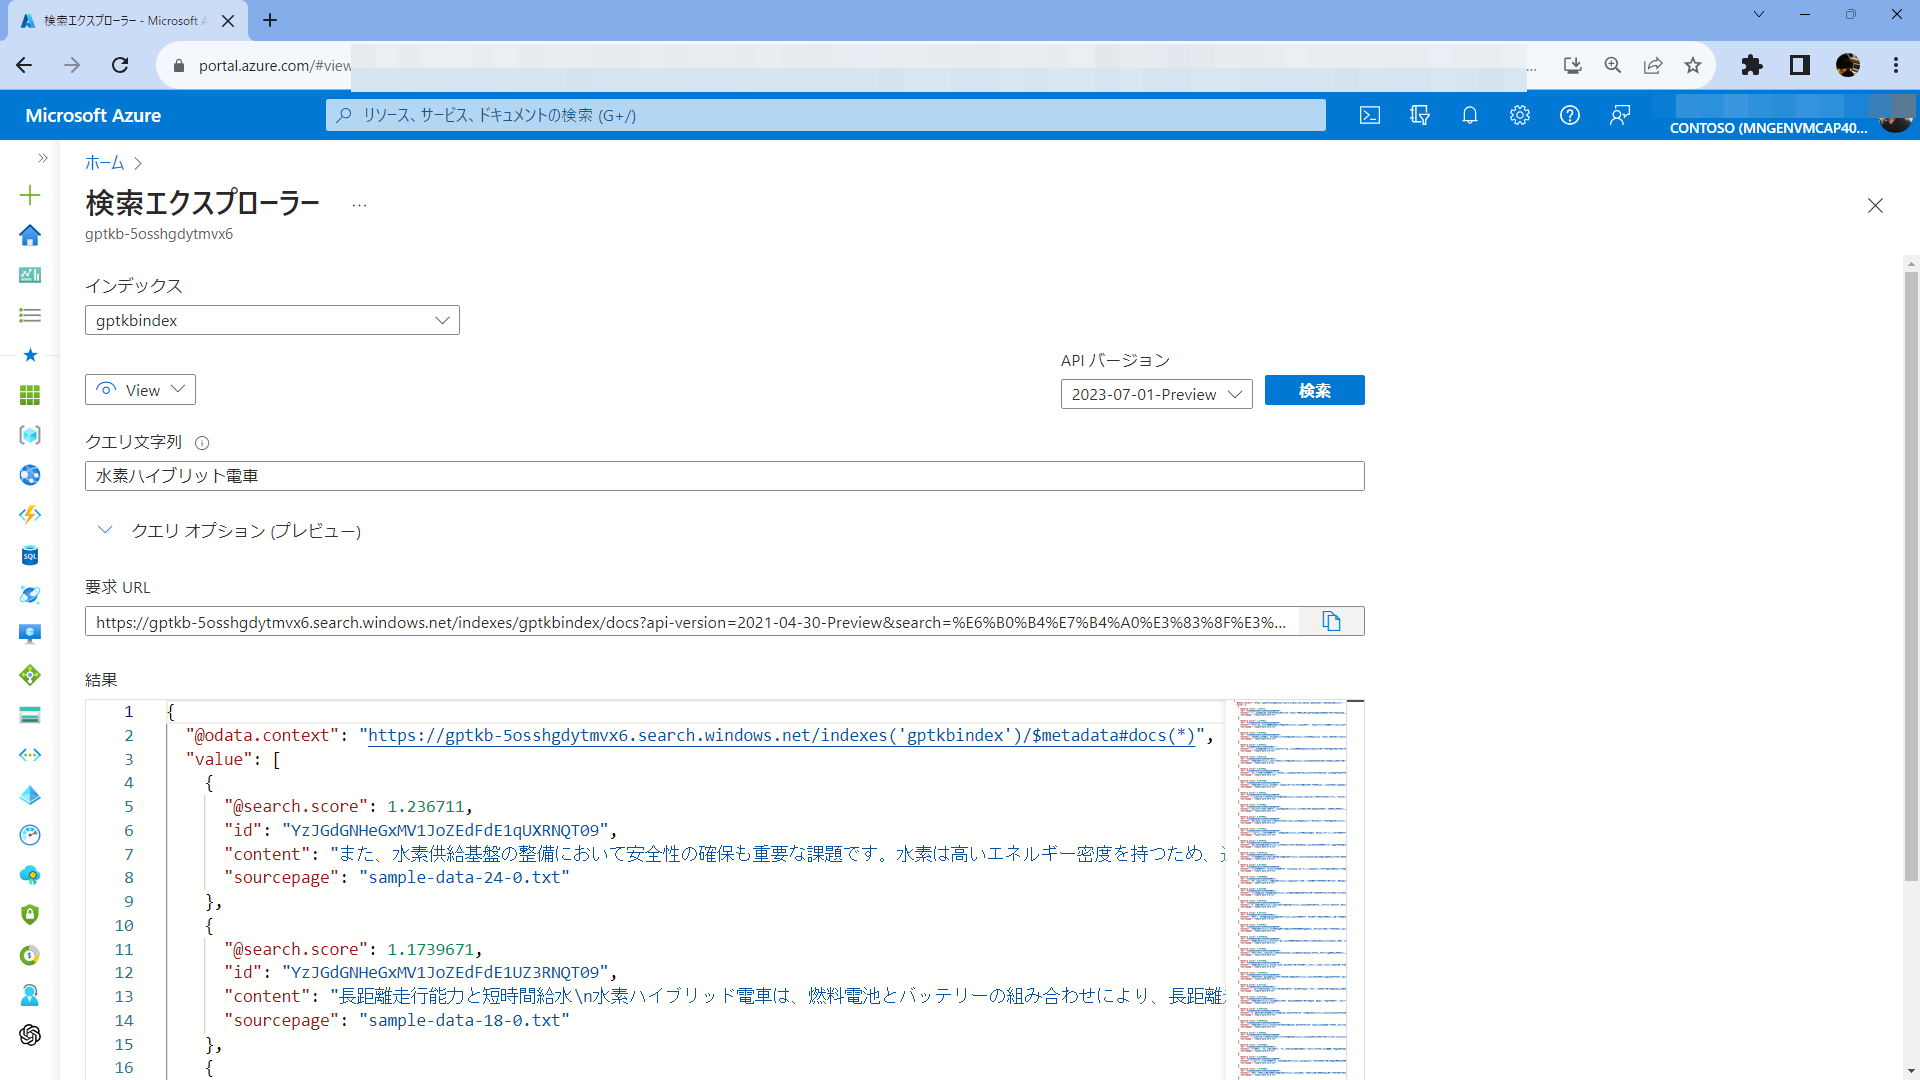 検索エクスプローラー - Microsoft A
portal.azure.com/#view
...
Microsoft Azure
リソース、サービス、ドキュメントの検索 (G+/)
CONTOSO (MNGENVMCAP40...
ホーム
検索エクスプローラー
...
gptkb-5osshgdytmvx6
インデックス
gptkbindex
API バージョン
View
2023-07-01-Preview
検索
クエリ文字列
水素ハイブリット電車
クエリ オプション (プレビュー)
要求 URL
https://gptkb-5osshgdytmvx6.search.windows.net/indexes/gptkbindex/docs?api-version=2021-04-30-Preview&search=%E6%B0%B4%E7%B4%A0%E3%83%8F%E3%...
結果
1 {
2 "@odata.context": "https://gptkb-5osshgdytmvx6.search.windows.net/indexes('gptkbindex')/$metadata#docs(*)",
3 "value": [
4 {
5 "@search.score": 1.236711,
6 "id": "YzJGdGNHeGxMV1JoZEdFdE1qUXRNQT09",
7 "content": "また、水素供給基盤の整備において安全性の確保も重要な課題です。水素は高いエネルギー密度を持つため、
8 "sourcepage": "sample-data-24-0.txt"
9 },
10 {
11 "@search.score": 1.1739671,
12 "id": "YzJGdGNHeGxMV1JoZEdFdE1UZ3RNQT09",
13 "content": "長距離走行能力と短時間給水\n水素ハイブリッド電車は、燃料電池とバッテリーの組み合わせにより、長距離
14 "sourcepage": "sample-data-18-0.txt"
15 },
16 {